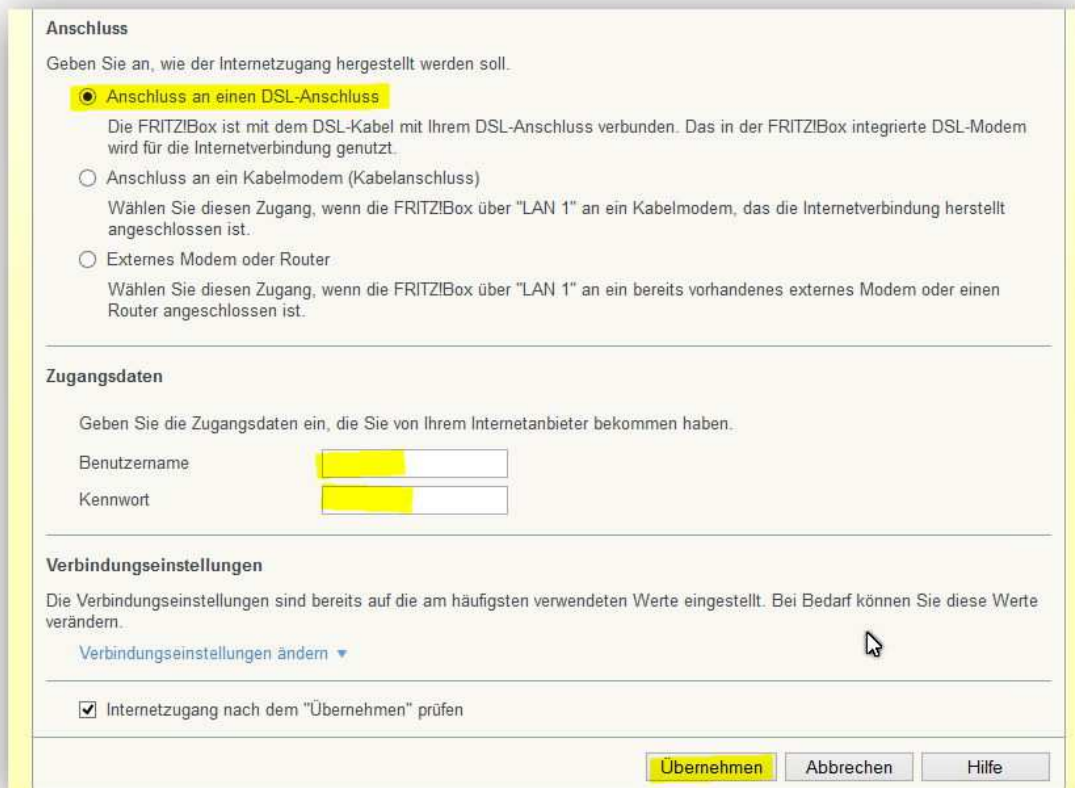 Anschluss
Geben Sie an, wie der Internetzugang hergestellt werden soll.
Anschluss an einen DSL-Anschluss
Die FRITZ!Box ist mit dem DSL-Kabel mit Ihrem DSL-Anschluss verbunden. Das in der FRITZ!Box integrierte DSL-Modem
wird für die Internetverbindung genutzt.
Anschluss an ein Kabelmodem (Kabelanschluss)
Wählen Sie diesen Zugang, wenn die FRITZ!Box über "LAN 1" an ein Kabelmodem, das die Internetverbindung herstellt
angeschlossen ist.
Externes Modem oder Router
Wählen Sie diesen Zugang, wenn die FRITZ!Box über "LAN 1" an ein bereits vorhandenes externes Modem oder einen
Router angeschlossen ist.
Zugangsdaten
Geben Sie die Zugangsdaten ein, die Sie von Ihrem Internetanbieter bekommen haben.
Benutzername
Kennwort
Verbindungseinstellungen
Die Verbindungseinstellungen sind bereits auf die am häufigsten verwendeten Werte eingestellt. Bei Bedarf können Sie diese Werte
verändern.
Verbindungseinstellungen ändern
Internetzugang nach dem "Übernehmen" prüfen
Übernehmen Abbrechen Hilfe